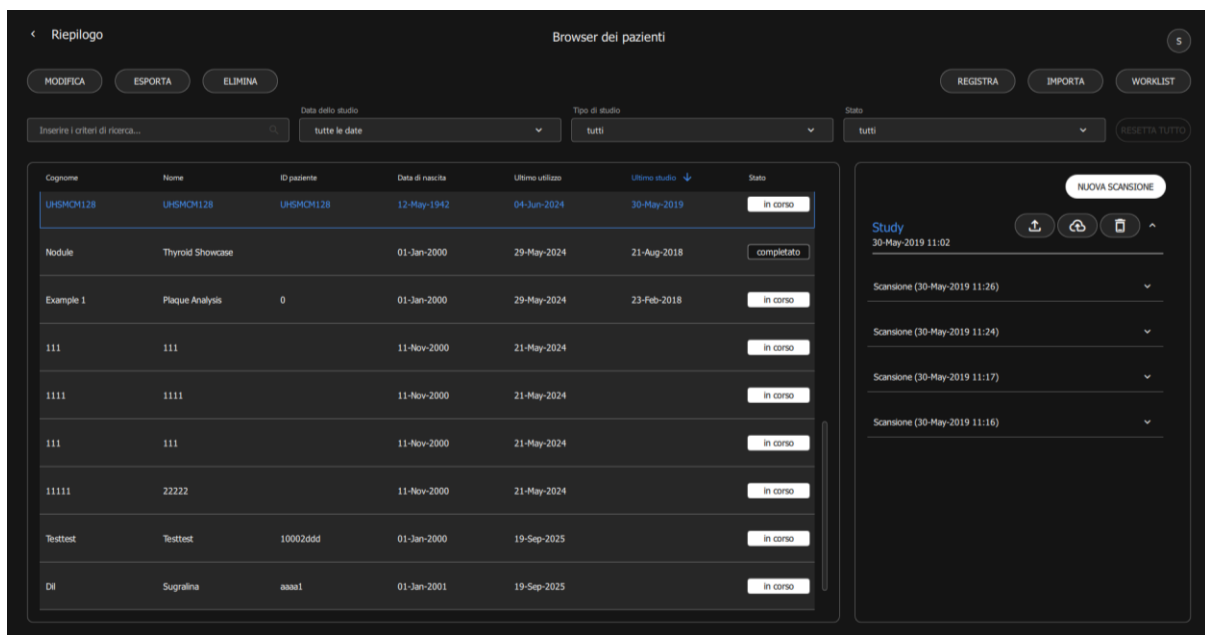 Riepilogo
Browser dei pazienti
S
MODIFICA ESPORTA ELIMINA
REGISTRA IMPORTA WORKLIST
Data dello studio Tipo di studio Stato
Inserire i criteri di ricerca... tutte le date tutti tutti RESETTA TUTTO
Cognome Nome ID paziente Data di nascita Ultimo utilizzo Ultimo studio Stato
UHSMCM128 UHSMCM128 UHSMCM128 12-May-1942 04-Jun-2024 30-May-2019 in corso
Nodule Thyroid Showcase 01-Jan-2000 29-May-2024 21-Aug-2018 completato
Example 1 Plaque Analysis 0 01-Jan-2000 29-May-2024 23-Feb-2018 in corso
111 111 11-Nov-2000 21-May-2024 in corso
1111 1111 11-Nov-2000 21-May-2024 in corso
111 111 11-Nov-2000 21-May-2024 in corso
11111 22222 11-Nov-2000 21-May-2024 in corso
Testtest Testtest 10002ddd 01-Jan-2000 19-Sep-2025 in corso
Dil Sugralina aaaa1 01-Jan-2001 19-Sep-2025 in corso
NUOVA SCANSIONE
Study
30-May-2019 11:02
Scansione (30-May-2019 11:26)
Scansione (30-May-2019 11:24)
Scansione (30-May-2019 11:17)
Scansione (30-May-2019 11:16)